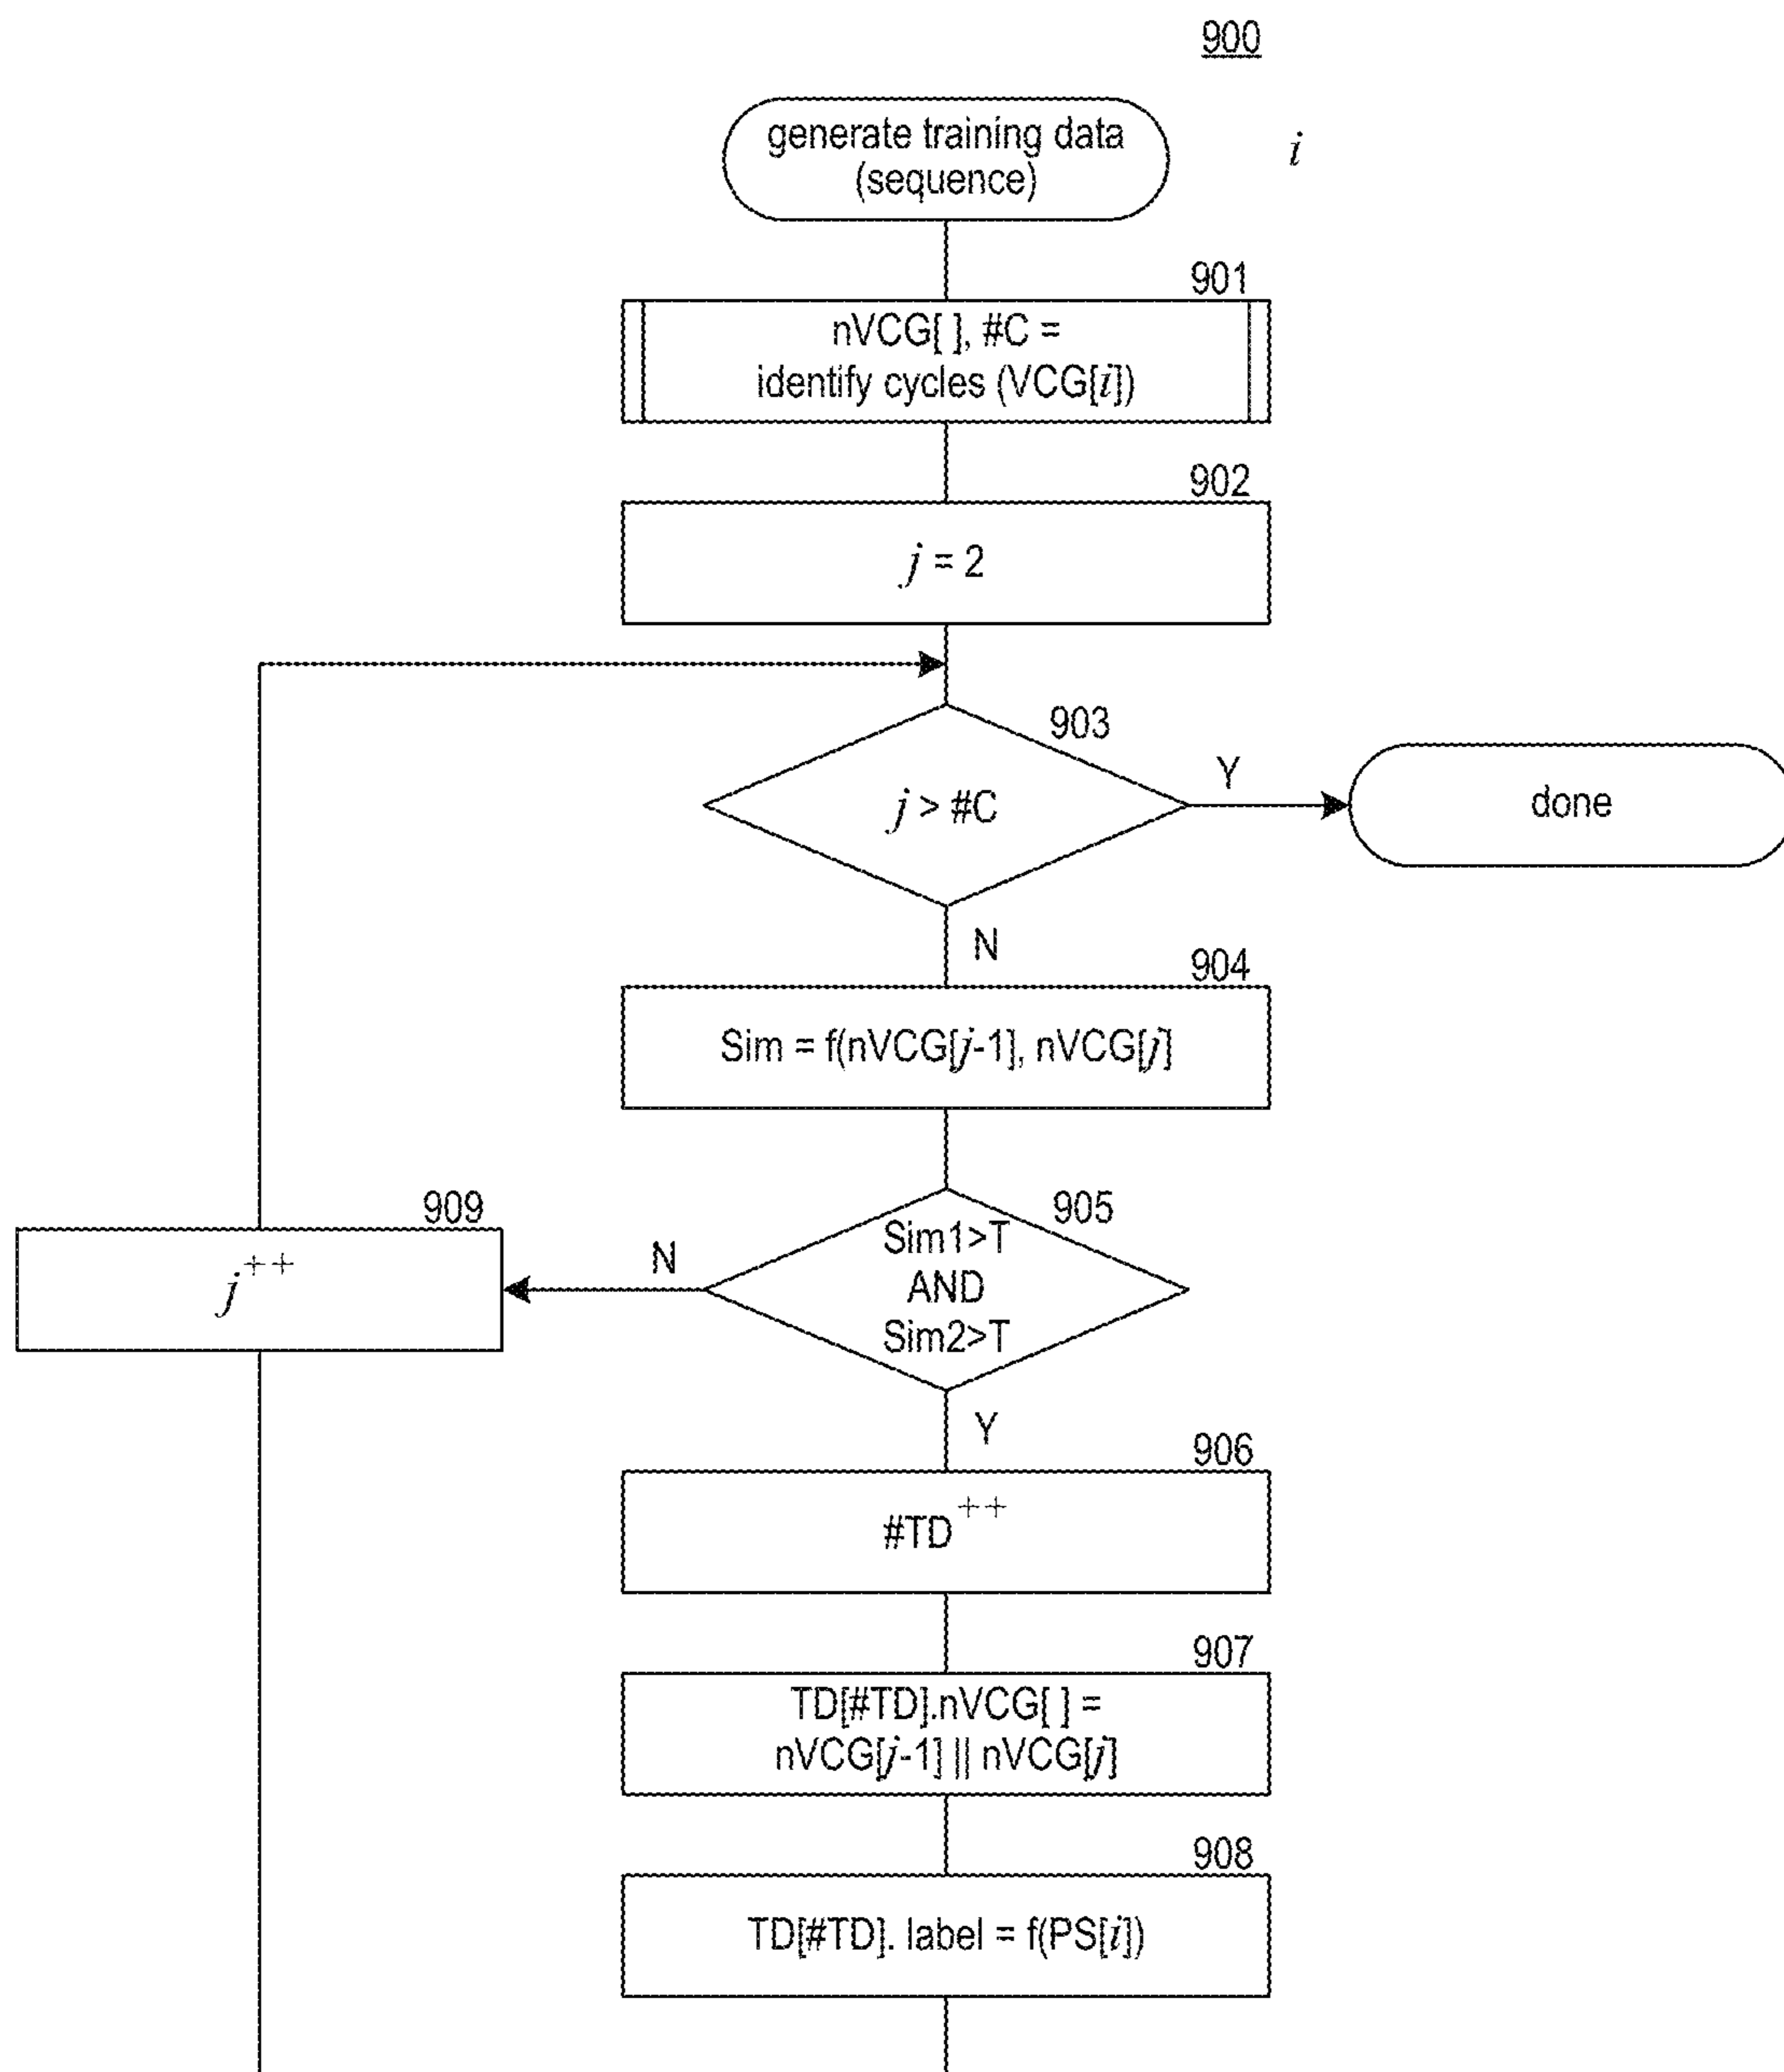 900
generate training data
(sequence)
i
901
nVCG[ ], #C =
identify cycles (VCG[i])
902
j = 2
903
j > #C
Y
done
N
904
Sim = f(nVCG[j-1], nVCG[j]
905
Sim1>T
AND
Sim2>T
N
909
j++
Y
906
#TD++
907
TD[#TD].nVCG[ ] =
nVCG[j-1] || nVCG[j]
908
TD[#TD]. label = f(PS[i])